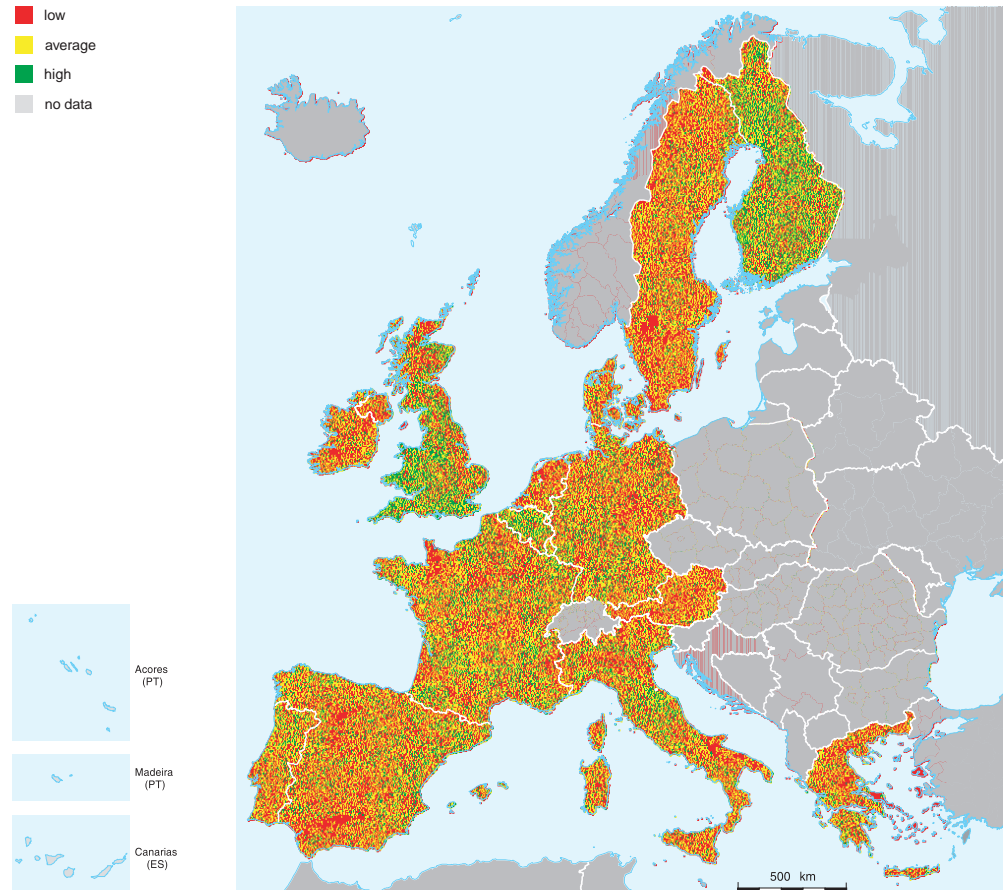 low
average
high
no data
Acores
(PT)
Madeira
(PT)
Canarias
(ES)
500 km